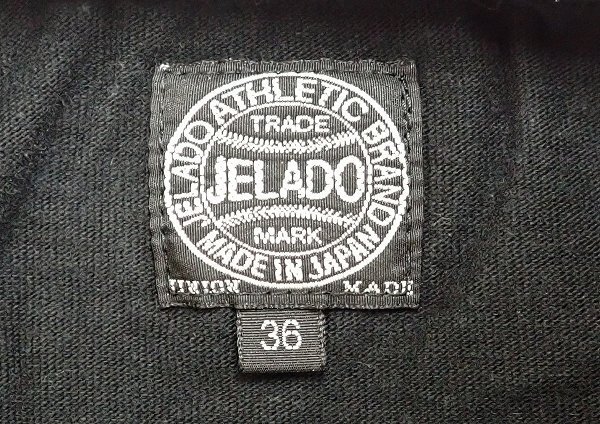 JELADO ATHLETIC BRAND
TRADE
JELADO
MARK
MADE IN JAPAN
UNION MADE
36